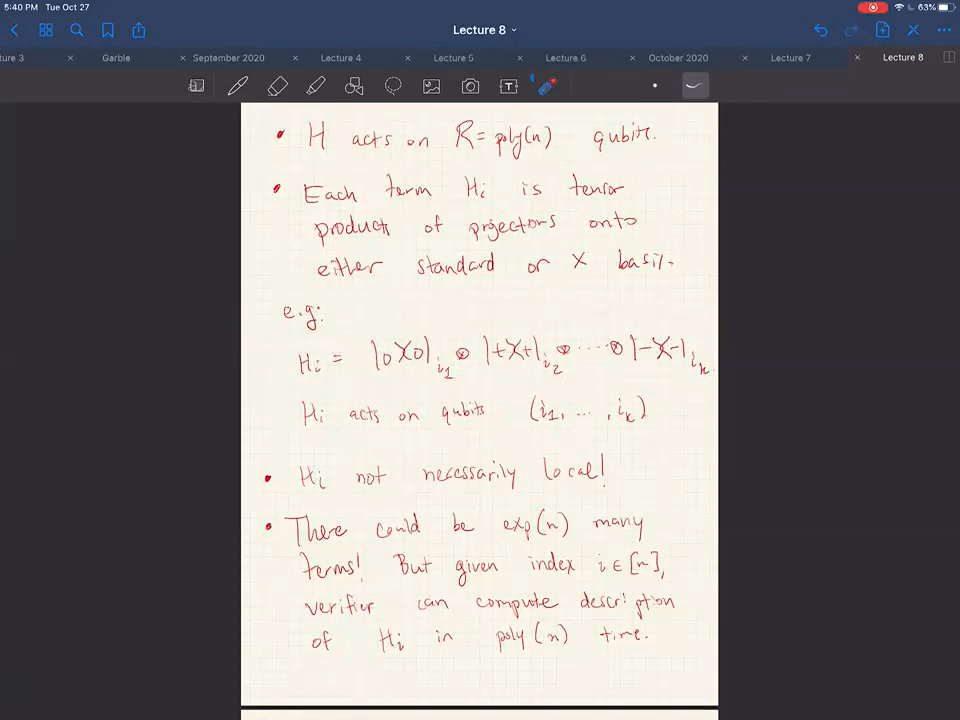 5:40 PM Tue Oct 27
63%
Lecture 8
ure 3
Garble
September 2020
Lecture 4
Lecture 5
Lecture 6
October 2020
Lecture 7
Lecture 8
• H acts on R = poly(n) qubits.
• Each term Hi is tensor
product of projectors onto
either standard or X basis.
e.g:
Hi = |0X0|i1 ⊗ |+X+|i2 ⊗ ···· ⊗ |-X-|ik
Hi acts on qubits (i1, ... , ik)
• Hi not necessarily local!
• There could be exp(n) many
terms! But given index i ∈ [n],
verifier can compute description
of Hi in poly(n) time.